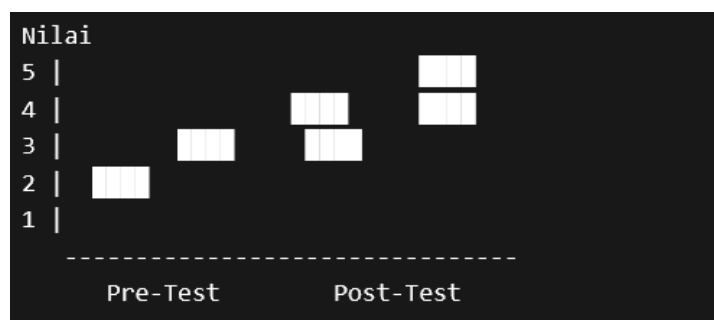 Nilai
5 |                         ████
4 |                ████     ████
3 |        ████     ████
2 |  ████
1 |
   --------------------------------
      Pre-Test        Post-Test